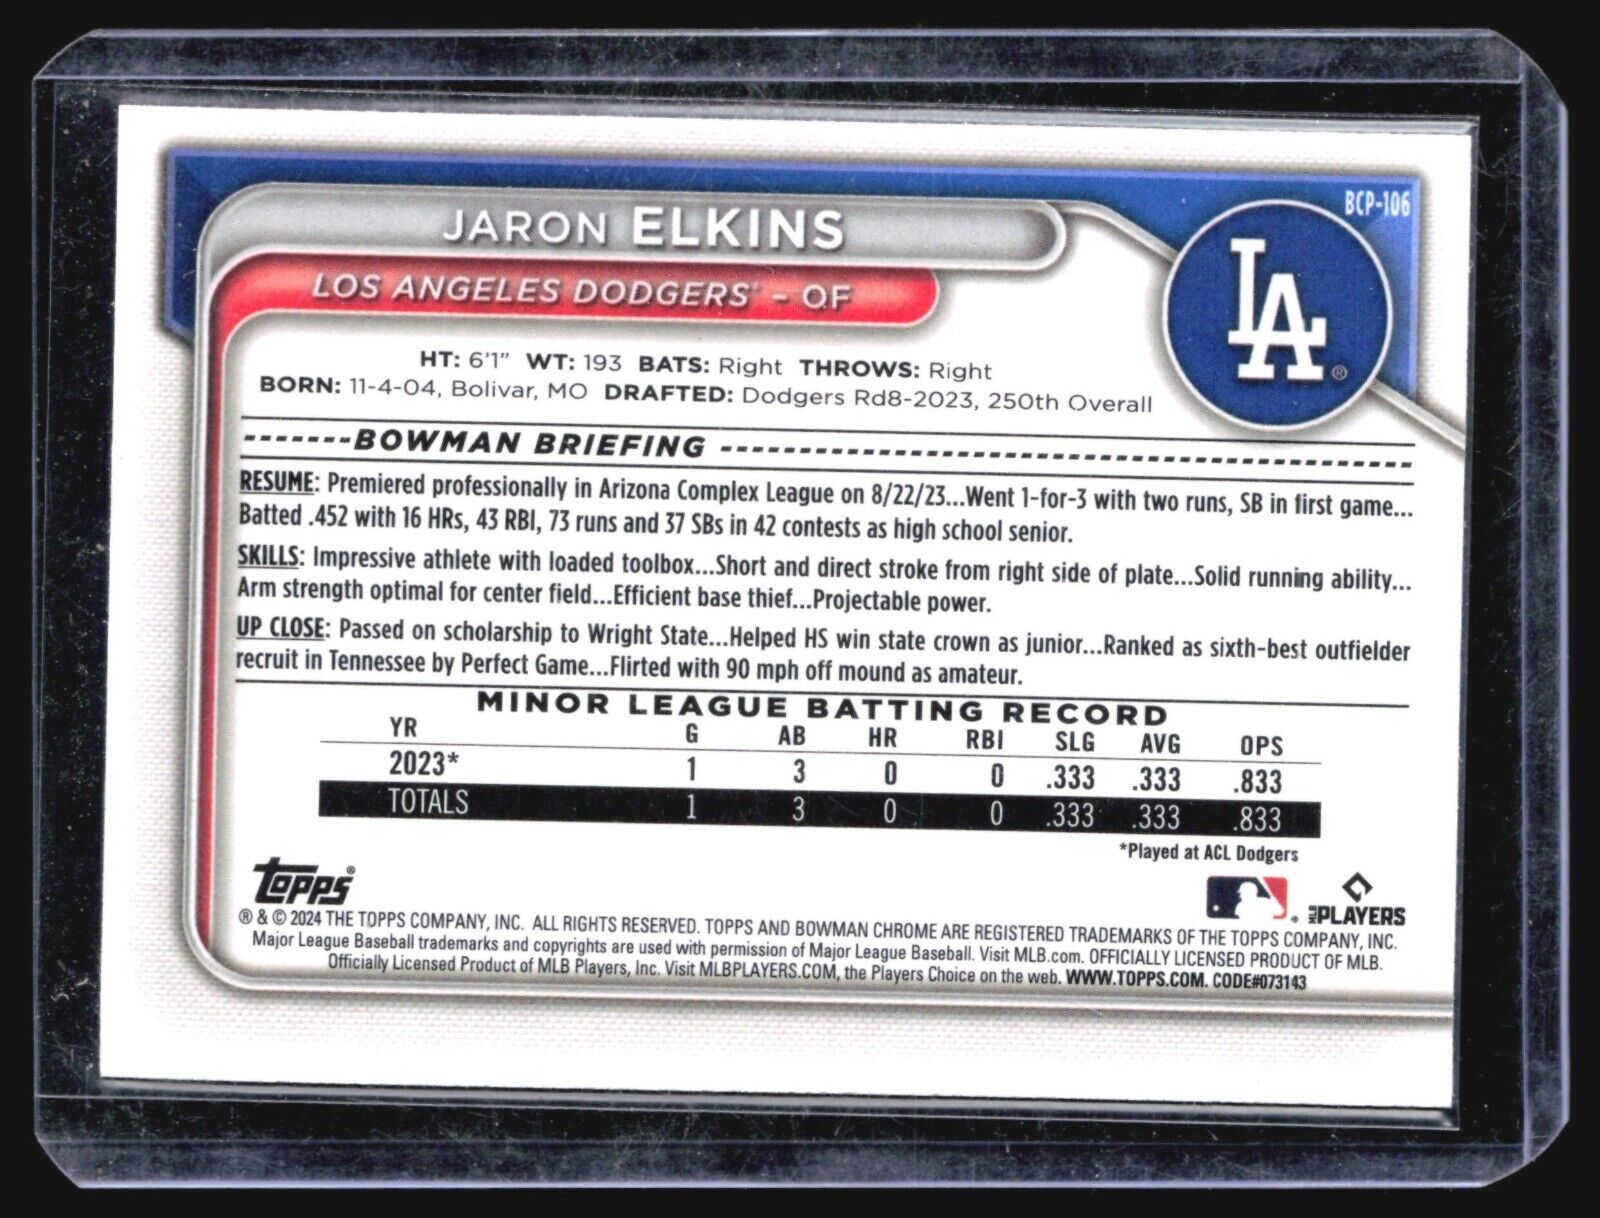 BCP-106
JARON ELKINS
LOS ANGELES DODGERS® - OF
LA®
HT: 6'1" WT: 193 BATS: Right THROWS: Right
BORN: 11-4-04, Bolivar, MO DRAFTED: Dodgers Rd8-2023, 250th Overall
BOWMAN BRIEFING
RESUME: Premiered professionally in Arizona Complex League on 8/22/23...Went 1-for-3 with two runs, SB in first game...
Batted .452 with 16 HRs, 43 RBI, 73 runs and 37 SBs in 42 contests as high school senior.
SKILLS: Impressive athlete with loaded toolbox...Short and direct stroke from right side of plate...Solid running ability...
Arm strength optimal for center field...Efficient base thief...Projectable power.
UP CLOSE: Passed on scholarship to Wright State...Helped HS win state crown as junior...Ranked as sixth-best outfielder
recruit in Tennessee by Perfect Game...Flirted with 90 mph off mound as amateur.
MINOR LEAGUE BATTING RECORD
YR G AB HR RBI SLG AVG OPS
2023* 1 3 0 0 .333 .333 .833
TOTALS 1 3 0 0 .333 .333 .833
*Played at ACL Dodgers
Topps®
MLB PLAYERS
® & © 2024 THE TOPPS COMPANY, INC. ALL RIGHTS RESERVED. TOPPS AND BOWMAN CHROME ARE REGISTERED TRADEMARKS OF THE TOPPS COMPANY, INC.
Major League Baseball trademarks and copyrights are used with permission of Major League Baseball. Visit MLB.com. OFFICIALLY LICENSED PRODUCT OF MLB.
Officially Licensed Product of MLB Players, Inc. Visit MLBPLAYERS.COM, the Players Choice on the web. WWW.TOPPS.COM. CODE#073143